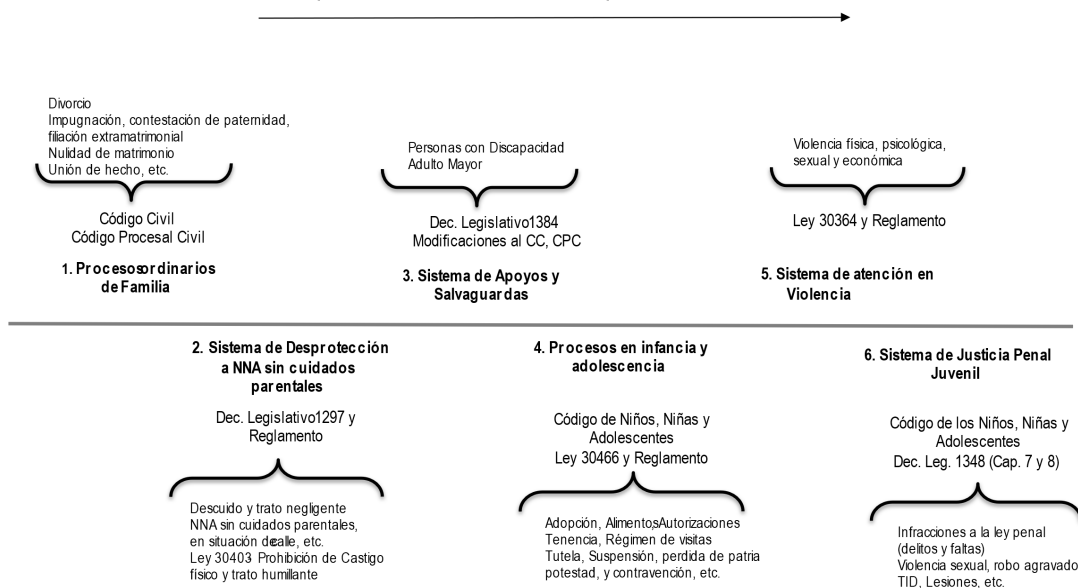 Divorcio
Impugnación, contestación de paternidad,
filiación extramatrimonial
Nulidad de matrimonio
Unión de hecho, etc.
Código Civil
Código Procesal Civil
1. Procesosordinarios
de Familia
Personas con Discapacidad
Adulto Mayor
Dec. Legislativo1384
Modificaciones al CC, CPC
3. Sistema de Apoyos y
Salvaguardas
Violencia física, psicológica,
sexual y económica
Ley 30364 y Reglamento
5. Sistema de atención en
Violencia
2. Sistema de Desprotección
a NNA sin cuidados
parentales
Dec. Legislativo1297 y
Reglamento
Descuido y trato negligente
NNA sin cuidados parentales,
en situación decalle, etc.
Ley 30403- Prohibición de Castigo
físico y trato humillante
4. Procesos en infancia y
adolescencia
Código de Niños, Niñas y
Adolescentes
Ley 30466 y Reglamento
Adopción, Alimentos,Autorizaciones
Tenencia, Régimen de visitas
Tutela, Suspensión, perdida de patria
potestad, y contravención, etc.
6. Sistema de Justicia Penal
Juvenil
Código de los Niños, Niñas y
Adolescentes
Dec. Leg. 1348 (Cap. 7 y 8)
Infracciones a la ley penal
(delitos y faltas)
Violencia sexual, robo agravado
TID, Lesiones, etc.